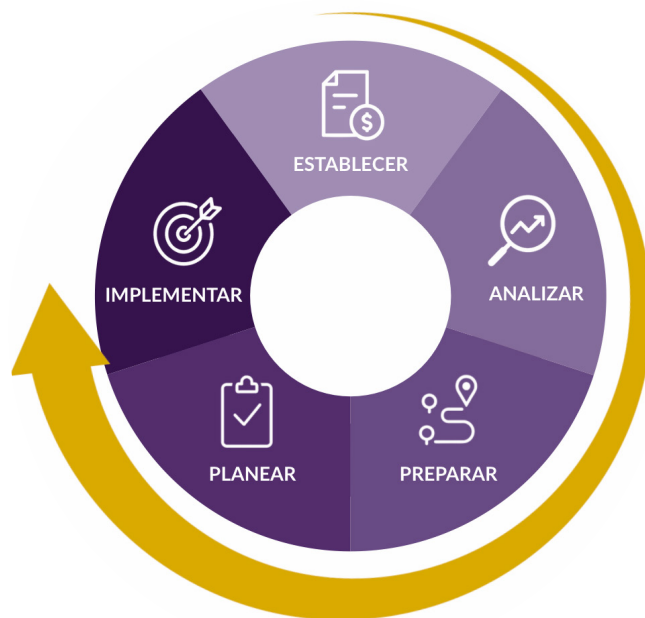 ESTABLECER
ANALIZAR
PREPARAR
PLANEAR
IMPLEMENTAR
$